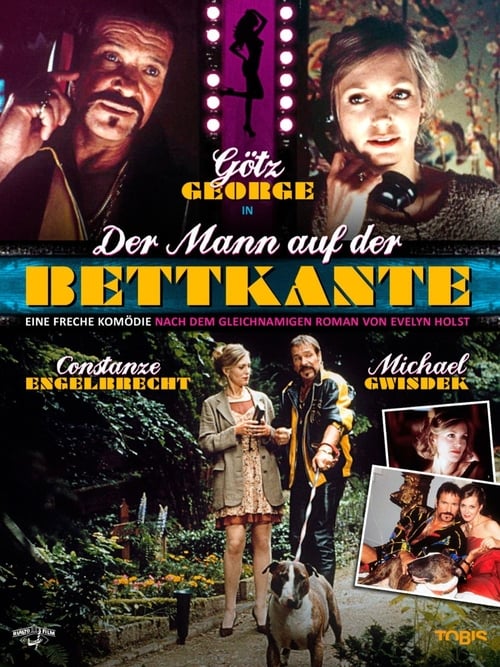 Götz
GEORGE
IN
Der Mann auf der
BETTKANTE
EINE FRECHE KOMÖDIE NACH DEM GLEICHNAMIGEN ROMAN VON EVELYN HOLST
Constanze
ENGELBRECHT
Michael
GWISDEK
TOBIS